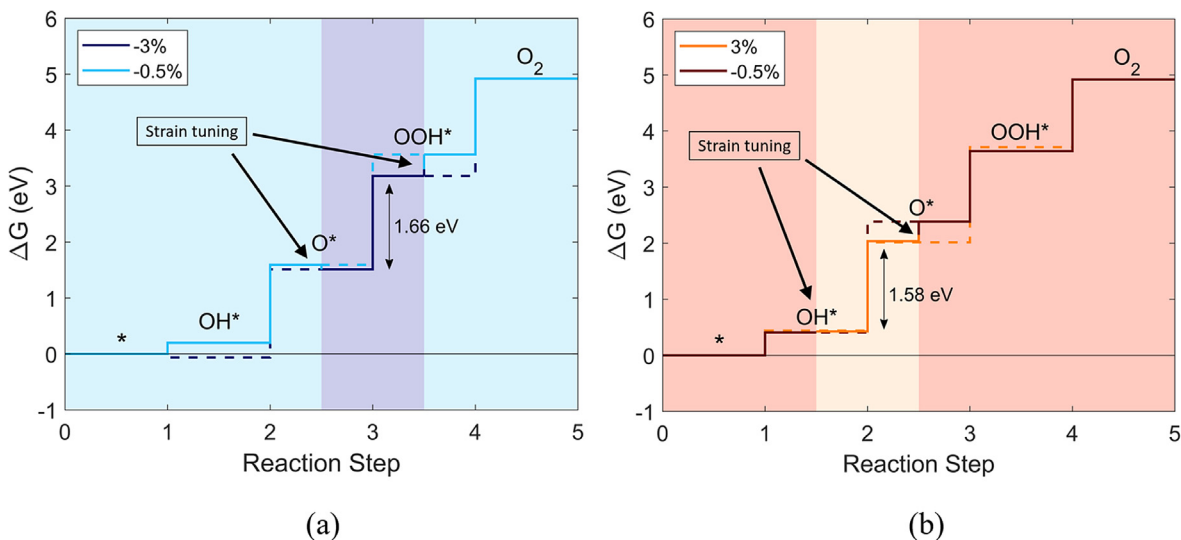 -3%
-0.5%
O2
OOH*
Strain tuning
O*
1.66 eV
OH*
*
ΔG (eV)
6
5
4
3
2
1
0
-1
0 1 2 3 4 5
Reaction Step
(a)
3%
-0.5%
O2
OOH*
Strain tuning
O*
1.58 eV
OH*
*
ΔG (eV)
6
5
4
3
2
1
0
-1
0 1 2 3 4 5
Reaction Step
(b)